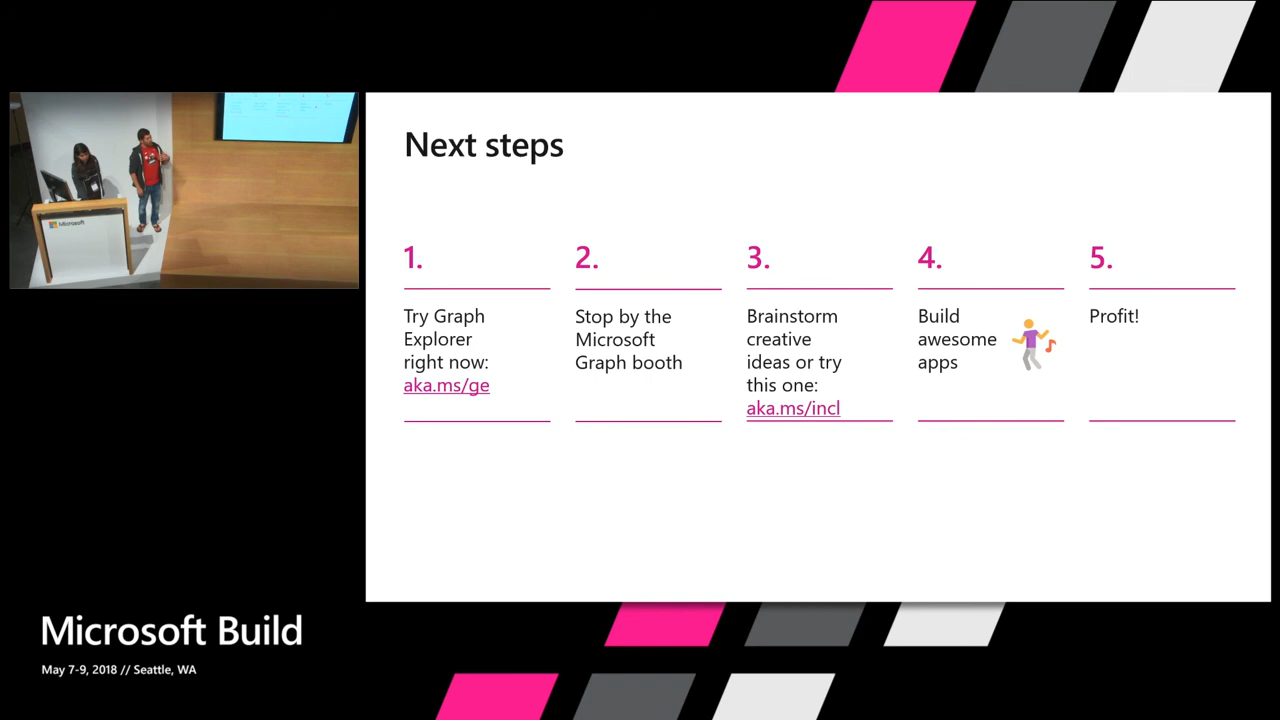 Next steps
1.
2.
3.
4.
5.
Try Graph
Explorer
right now:
aka.ms/ge
Stop by the
Microsoft
Graph booth
Brainstorm
creative
ideas or try
this one:
aka.ms/incl
Build
awesome
apps
Profit!
Microsoft
Microsoft Build
May 7-9, 2018 // Seattle, WA